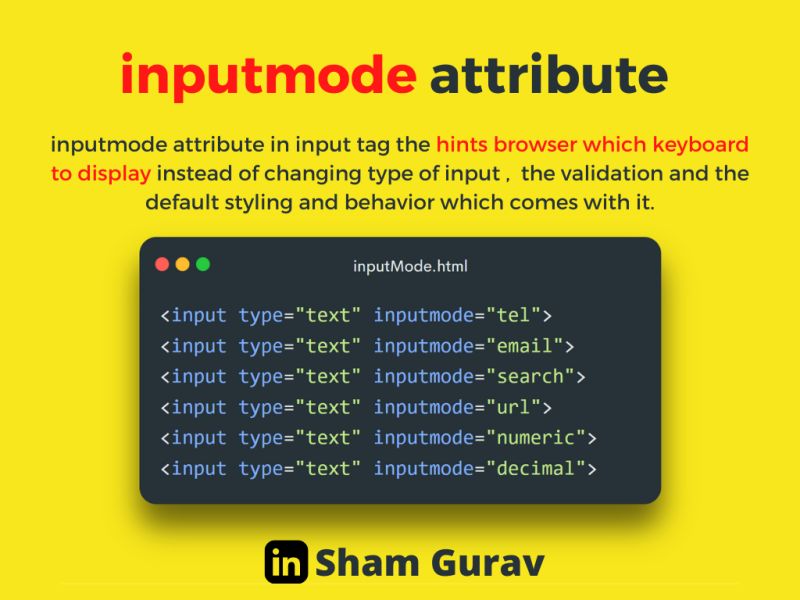 inputmode attribute
inputmode attribute in input tag the hints browser which keyboard
to display instead of changing type of input ,  the validation and the
default styling and behavior which comes with it.
inputMode.html
<input type="text" inputmode="tel">
<input type="text" inputmode="email">
<input type="text" inputmode="search">
<input type="text" inputmode="url">
<input type="text" inputmode="numeric">
<input type="text" inputmode="decimal">
in Sham Gurav